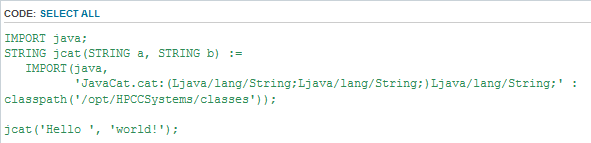 CODE: SELECT ALL
IMPORT java;
STRING jcat(STRING a, STRING b) :=
   IMPORT(java,
          'JavaCat.cat:(Ljava/lang/String;Ljava/lang/String;)Ljava/lang/String;' :
classpath('/opt/HPCCSystems/classes'));

jcat('Hello ', 'world!');